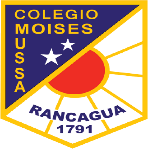 COLEGIO
MOISES
MUSSA
RANCAGUA
1791